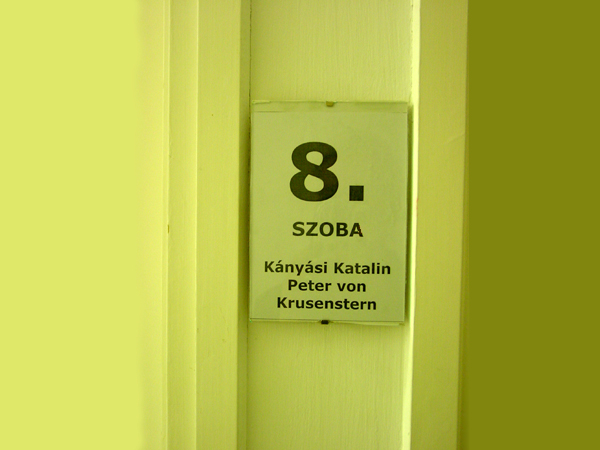 8.
SZOBA
Kányási Katalin
Peter von
Krusenstern